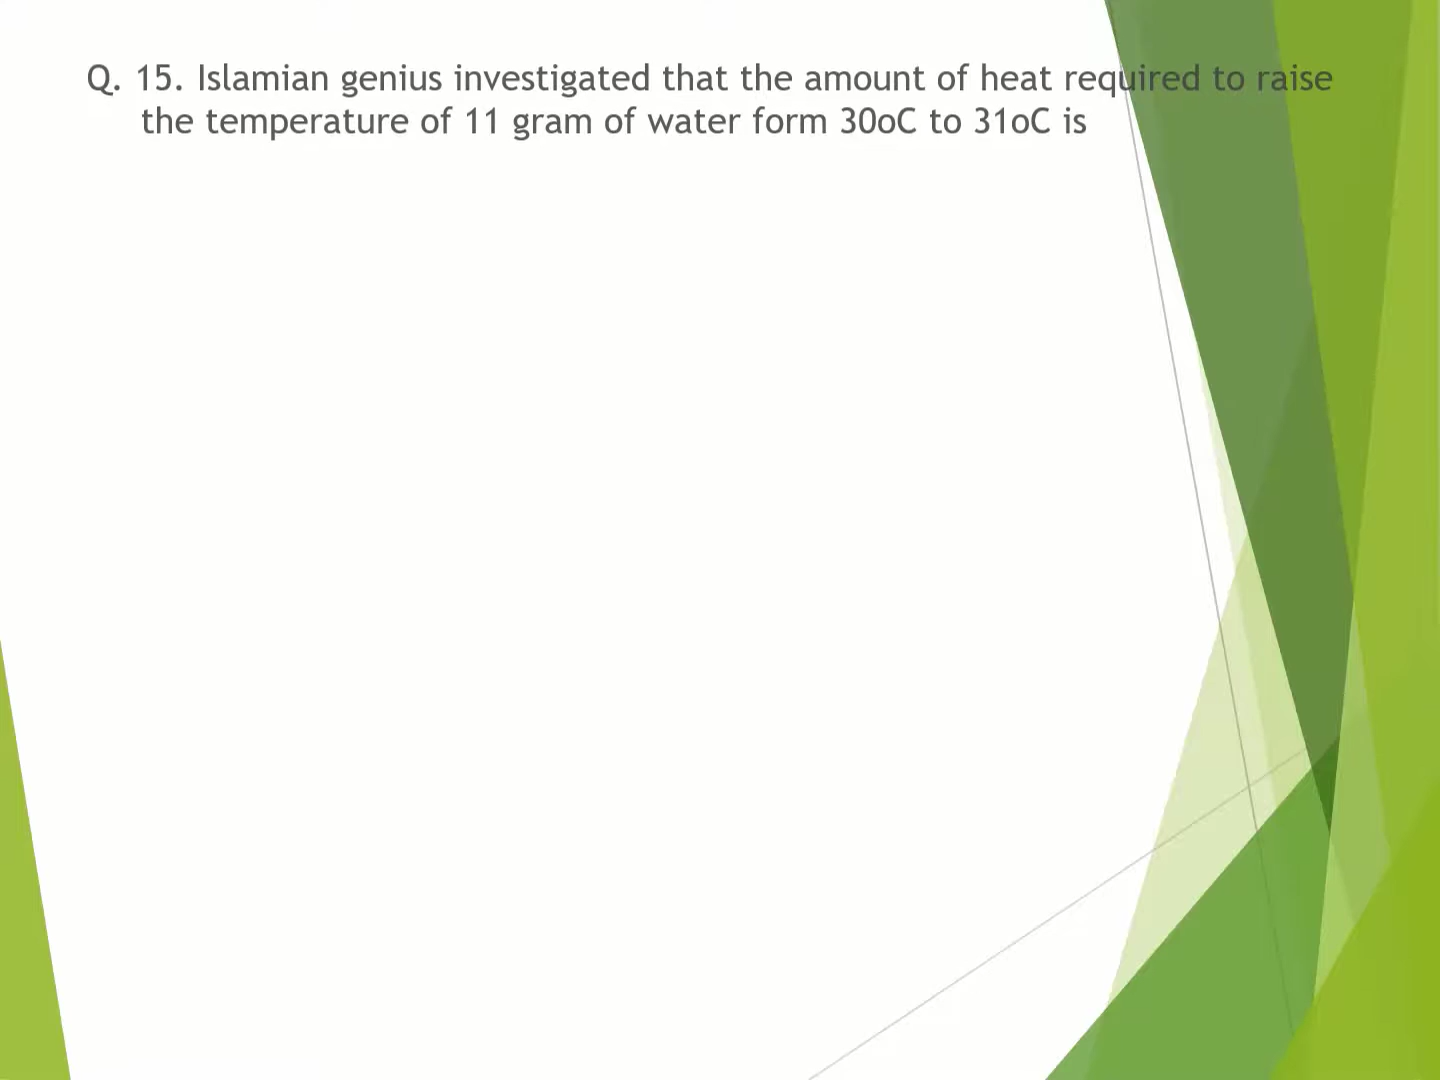 Q. 15. Islamian genius investigated that the amount of heat required to raise
the temperature of 11 gram of water form 30oC to 31oC is